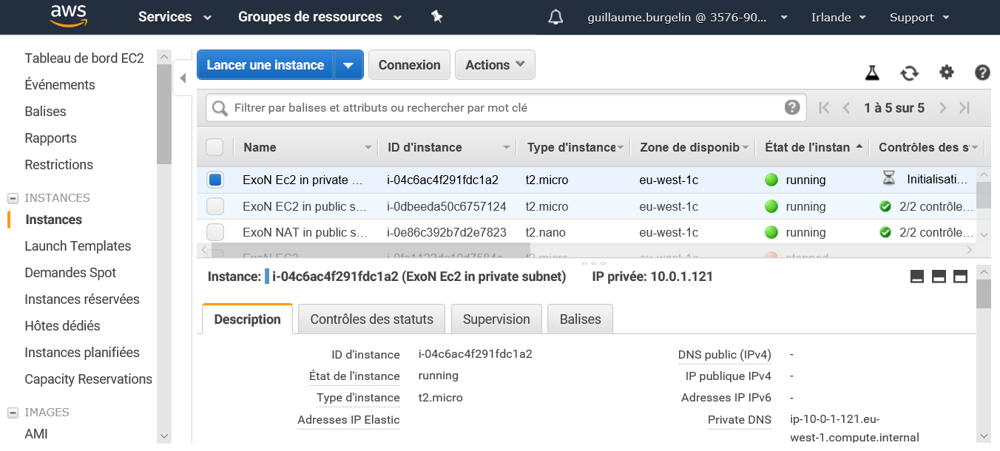 aws
Services
Groupes de ressources
guillaume.burgelin @ 3576-90...
Irlande
Support
Tableau de bord EC2
Événements
Balises
Rapports
Restrictions
INSTANCES
Instances
Launch Templates
Demandes Spot
Instances réservées
Hôtes dédiés
Instances planifiées
Capacity Reservations
IMAGES
AMI
Lancer une instance
Connexion
Actions
Filtrer par balises et attributs ou rechercher par mot clé
1 à 5 sur 5
Name ID d'instance Type d'instance Zone de disponib État de l'instan Contrôles des s
ExoN Ec2 in private ... i-04c6ac4f291fdc1a2 t2.micro eu-west-1c running Initialisati...
ExoN EC2 in public s... i-0dbeeda50c6757124 t2.micro eu-west-1c running 2/2 contrôle...
ExoN NAT in public s... i-0e86c392b7d2e7823 t2.nano eu-west-1c running 2/2 contrôle...
ExoN EC2 t2.micro eu-west-1c stopped
Instance: i-04c6ac4f291fdc1a2 (ExoN Ec2 in private subnet) IP privée: 10.0.1.121
Description
Contrôles des statuts
Supervision
Balises
ID d'instance i-04c6ac4f291fdc1a2
État de l'instance running
Type d'instance t2.micro
Adresses IP Elastic
DNS public (IPv4) -
IP publique IPv4 -
Adresses IP IPv6 -
Private DNS ip-10-0-1-121.eu-
west-1.compute.internal